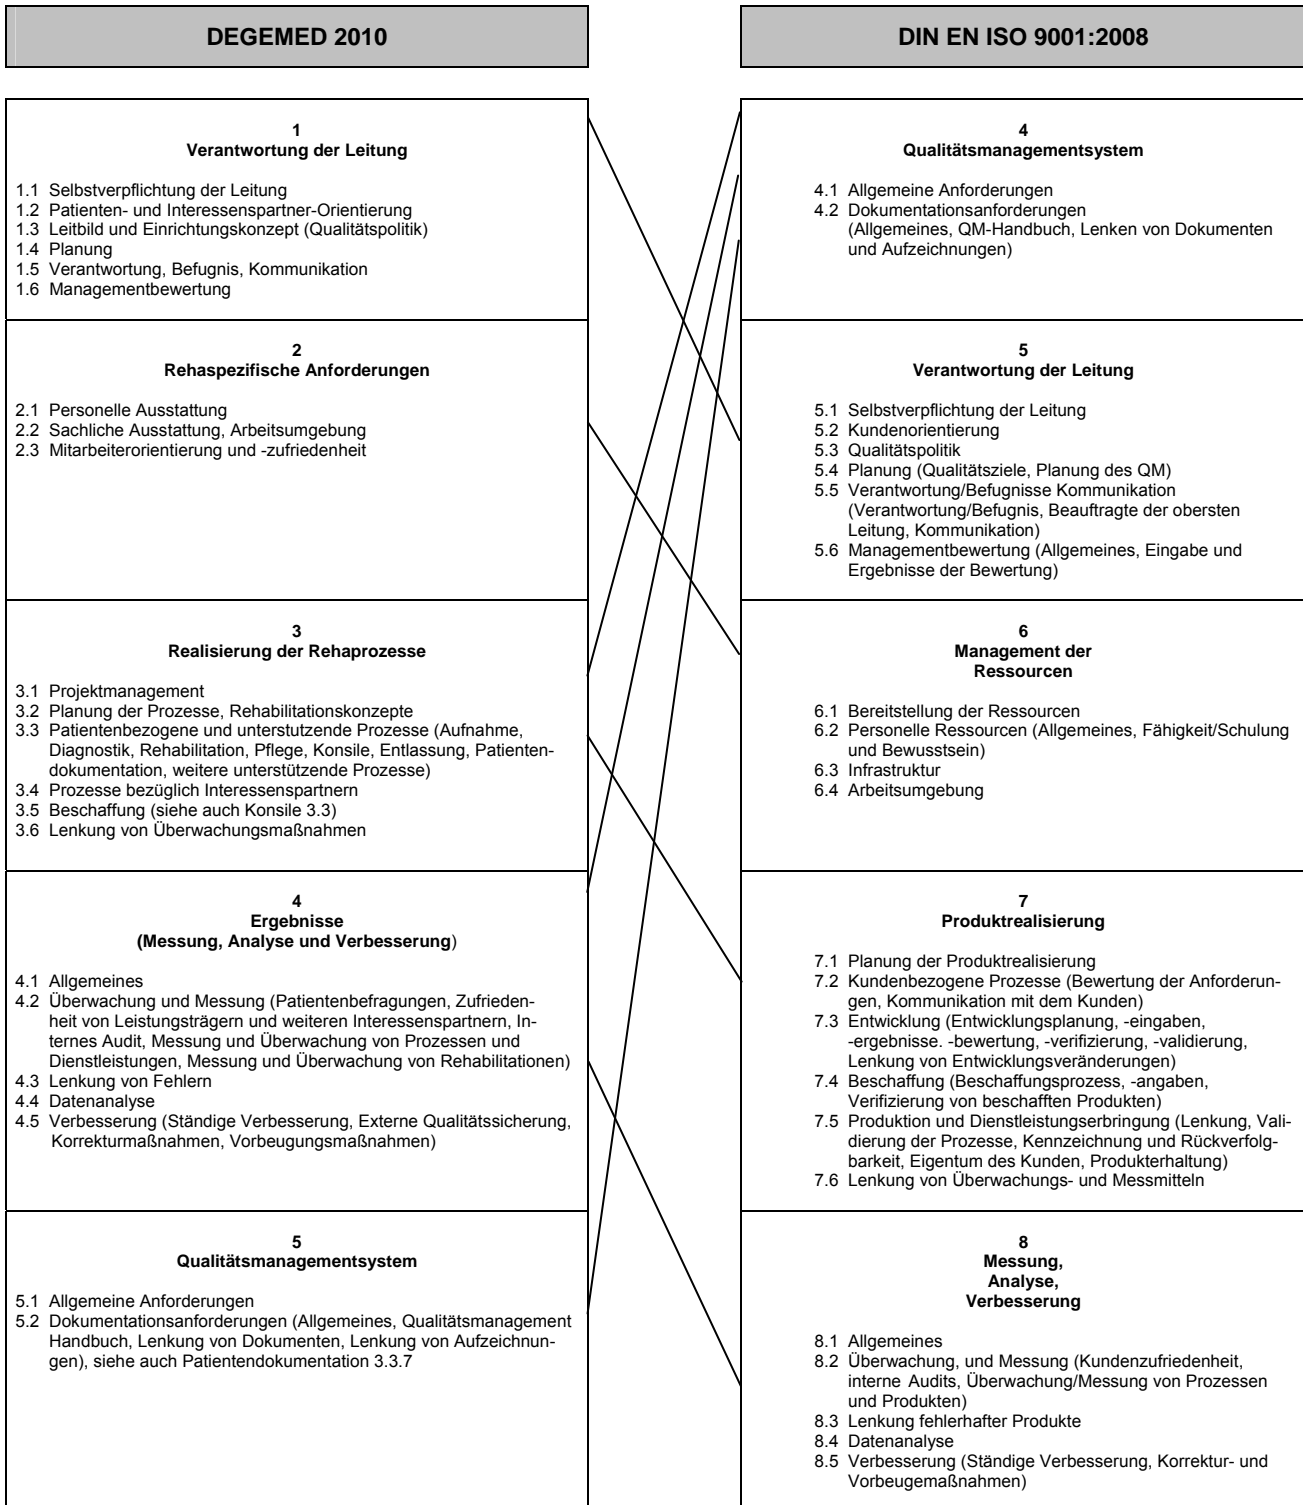 DEGEMED 2010
1
Verantwortung der Leitung
1.1 Selbstverpflichtung der Leitung
1.2 Patienten- und Interessenspartner-Orientierung
1.3 Leitbild und Einrichtungskonzept (Qualitätspolitik)
1.4 Planung
1.5 Verantwortung, Befugnis, Kommunikation
1.6 Managementbewertung
2
Rehaspezifische Anforderungen
2.1 Personelle Ausstattung
2.2 Sachliche Ausstattung, Arbeitsumgebung
2.3 Mitarbeiterorientierung und -zufriedenheit
3
Realisierung der Rehaprozesse
3.1 Projektmanagement
3.2 Planung der Prozesse, Rehabilitationskonzepte
3.3 Patientenbezogene und unterstutzende Prozesse (Aufnahme,
Diagnostik, Rehabilitation, Pflege, Konsile, Entlassung, Patienten-
dokumentation, weitere unterstützende Prozesse)
3.4 Prozesse bezüglich Interessenspartnern
3.5 Beschaffung (siehe auch Konsile 3.3)
3.6 Lenkung von Überwachungsmaßnahmen
4
Ergebnisse
(Messung, Analyse und Verbesserung)
4.1 Allgemeines
4.2 Überwachung und Messung (Patientenbefragungen, Zufrieden-
heit von Leistungsträgern und weiteren Interessenspartnern, In-
ternes Audit, Messung und Überwachung von Prozessen und
Dienstleistungen, Messung und Überwachung von Rehabilitationen)
4.3 Lenkung von Fehlern
4.4 Datenanalyse
4.5 Verbesserung (Ständige Verbesserung, Externe Qualitätssicherung,
Korrekturmaßnahmen, Vorbeugungsmaßnahmen)
5
Qualitätsmanagementsystem
5.1 Allgemeine Anforderungen
5.2 Dokumentationsanforderungen (Allgemeines, Qualitätsmanagement
Handbuch, Lenkung von Dokumenten, Lenkung von Aufzeichnun-
gen), siehe auch Patientendokumentation 3.3.7
DIN EN ISO 9001:2008
4
Qualitätsmanagementsystem
4.1 Allgemeine Anforderungen
4.2 Dokumentationsanforderungen
(Allgemeines, QM-Handbuch, Lenken von Dokumenten
und Aufzeichnungen)
5
Verantwortung der Leitung
5.1 Selbstverpflichtung der Leitung
5.2 Kundenorientierung
5.3 Qualitätspolitik
5.4 Planung (Qualitätsziele, Planung des QM)
5.5 Verantwortung/Befugnisse Kommunikation
(Verantwortung/Befugnis, Beauftragte der obersten
Leitung, Kommunikation)
5.6 Managementbewertung (Allgemeines, Eingabe und
Ergebnisse der Bewertung)
6
Management der
Ressourcen
6.1 Bereitstellung der Ressourcen
6.2 Personelle Ressourcen (Allgemeines, Fähigkeit/Schulung
und Bewusstsein)
6.3 Infrastruktur
6.4 Arbeitsumgebung
7
Produktrealisierung
7.1 Planung der Produktrealisierung
7.2 Kundenbezogene Prozesse (Bewertung der Anforderun-
gen, Kommunikation mit dem Kunden)
7.3 Entwicklung (Entwicklungsplanung, -eingaben,
-ergebnisse. -bewertung, -verifizierung, -validierung,
Lenkung von Entwicklungsveränderungen)
7.4 Beschaffung (Beschaffungsprozess, -angaben,
Verifizierung von beschafften Produkten)
7.5 Produktion und Dienstleistungserbringung (Lenkung, Vali-
dierung der Prozesse, Kennzeichnung und Rückverfolg-
barkeit, Eigentum des Kunden, Produkterhaltung)
7.6 Lenkung von Überwachungs- und Messmitteln
8
Messung,
Analyse,
Verbesserung
8.1 Allgemeines
8.2 Überwachung, und Messung (Kundenzufriedenheit,
interne Audits, Überwachung/Messung von Prozessen
und Produkten)
8.3 Lenkung fehlerhafter Produkte
8.4 Datenanalyse
8.5 Verbesserung (Ständige Verbesserung, Korrektur- und
Vorbeugemaßnahmen)